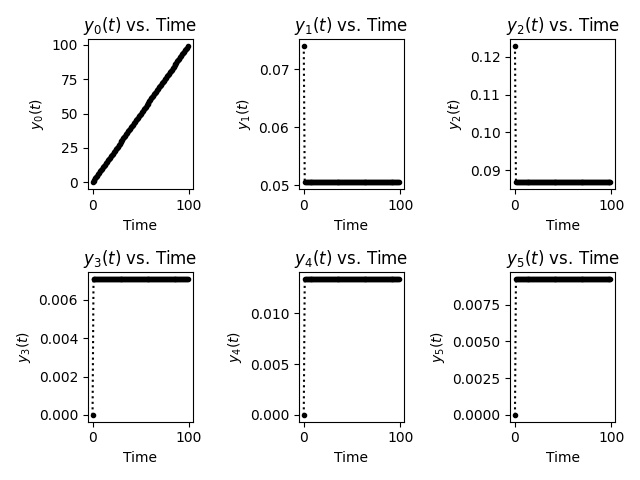 y₀(t) vs. Time
y₁(t) vs. Time
y₂(t) vs. Time
100
75
50
25
0
y₀(t)
0
100
Time
0.07
0.06
0.05
y₁(t)
0
100
Time
0.12
0.11
0.10
0.09
y₂(t)
0
100
Time
y₃(t) vs. Time
y₄(t) vs. Time
y₅(t) vs. Time
0.006
0.004
0.002
0.000
y₃(t)
0
100
Time
0.010
0.005
0.000
y₄(t)
0
100
Time
0.0075
0.0050
0.0025
0.0000
y₅(t)
0
100
Time